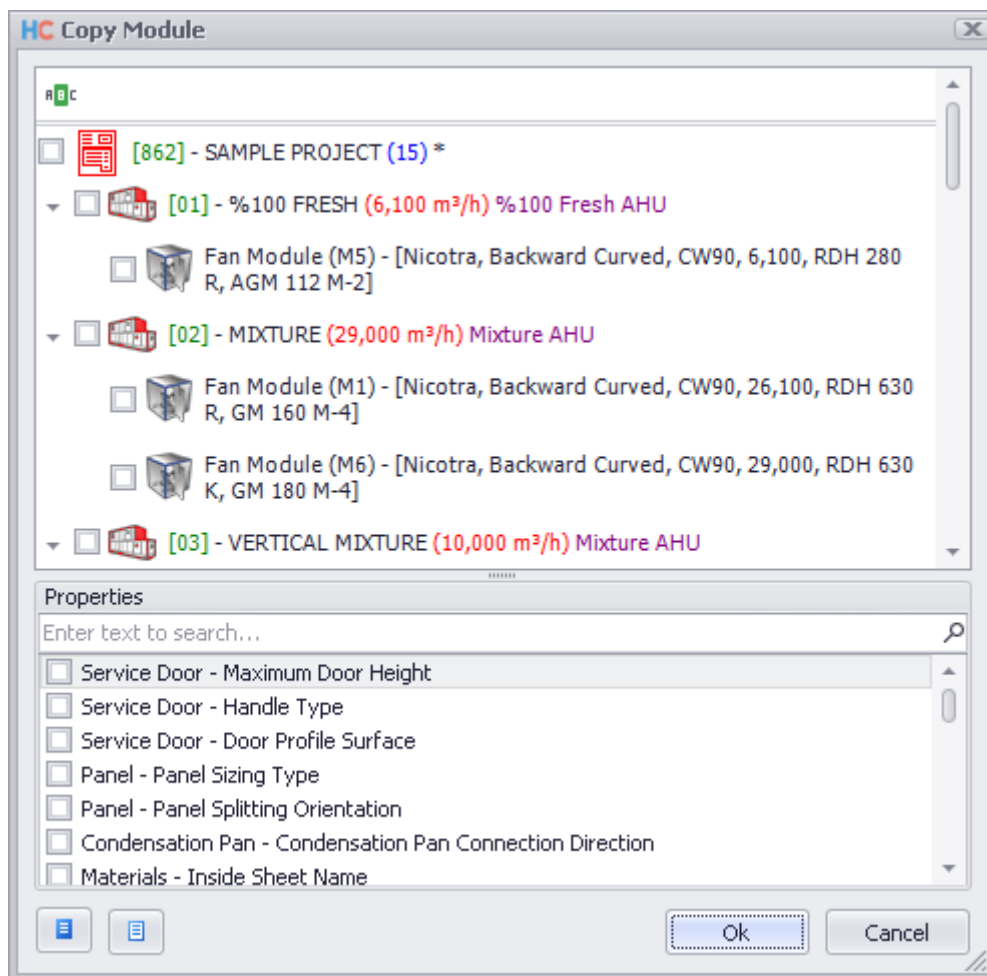 HC Copy Module
ABC
[862] - SAMPLE PROJECT (15) *
[01] - %100 FRESH (6,100 m³/h) %100 Fresh AHU
Fan Module (M5) - [Nicotra, Backward Curved, CW90, 6,100, RDH 280
R, AGM 112 M-2]
[02] - MIXTURE (29,000 m³/h) Mixture AHU
Fan Module (M1) - [Nicotra, Backward Curved, CW90, 26,100, RDH 630
R, GM 160 M-4]
Fan Module (M6) - [Nicotra, Backward Curved, CW90, 29,000, RDH 630
K, GM 180 M-4]
[03] - VERTICAL MIXTURE (10,000 m³/h) Mixture AHU
Properties
Enter text to search...
Service Door - Maximum Door Height
Service Door - Handle Type
Service Door - Door Profile Surface
Panel - Panel Sizing Type
Panel - Panel Splitting Orientation
Condensation Pan - Condensation Pan Connection Direction
Materials - Inside Sheet Name
Ok Cancel